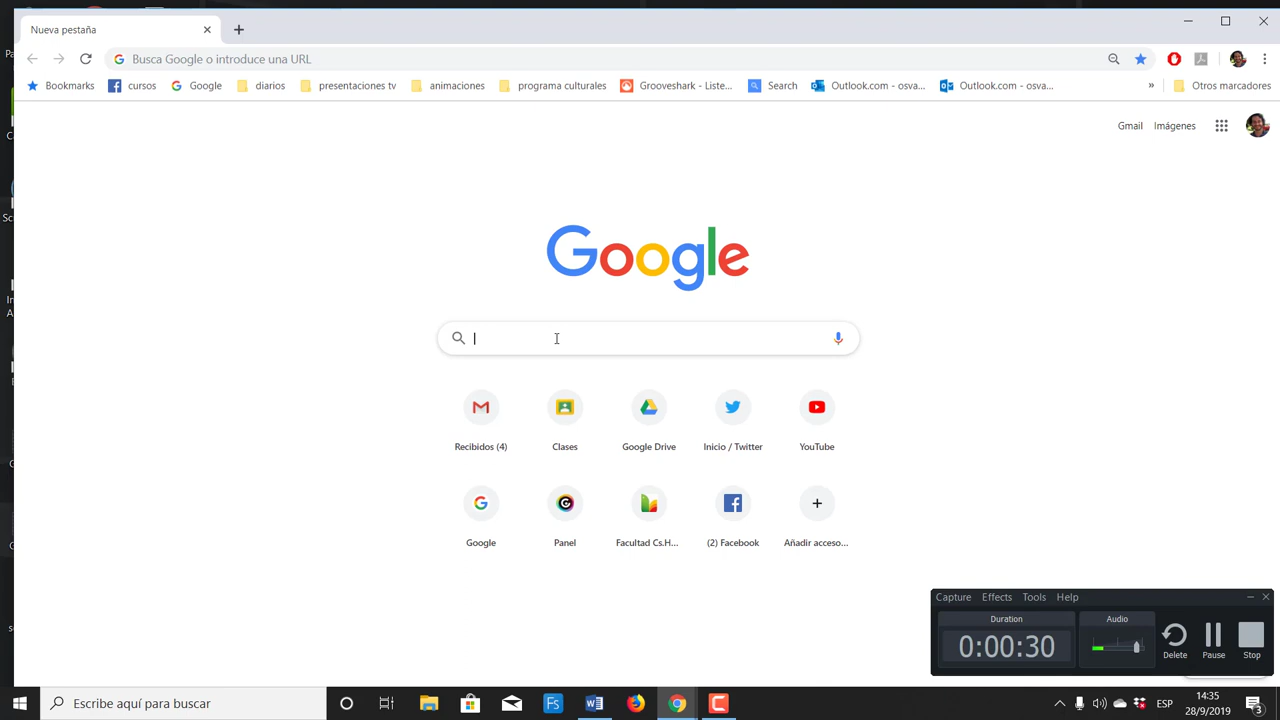 Nueva pestaña
Busca Google o introduce una URL
Bookmarks cursos Google diarios presentaciones tv animaciones programa culturales Grooveshark - Liste... Search Outlook.com - osva... Outlook.com - osva... » Otros marcadores
Gmail Imágenes
Google
Recibidos (4) Clases Google Drive Inicio / Twitter YouTube
Google Panel Facultad Cs.H... (2) Facebook Añadir acceso...
Capture Effects Tools Help
Duration Audio
0:00:30
Delete Pause Stop
Escribe aquí para buscar
Fs
ESP
14:35
28/9/2019
3